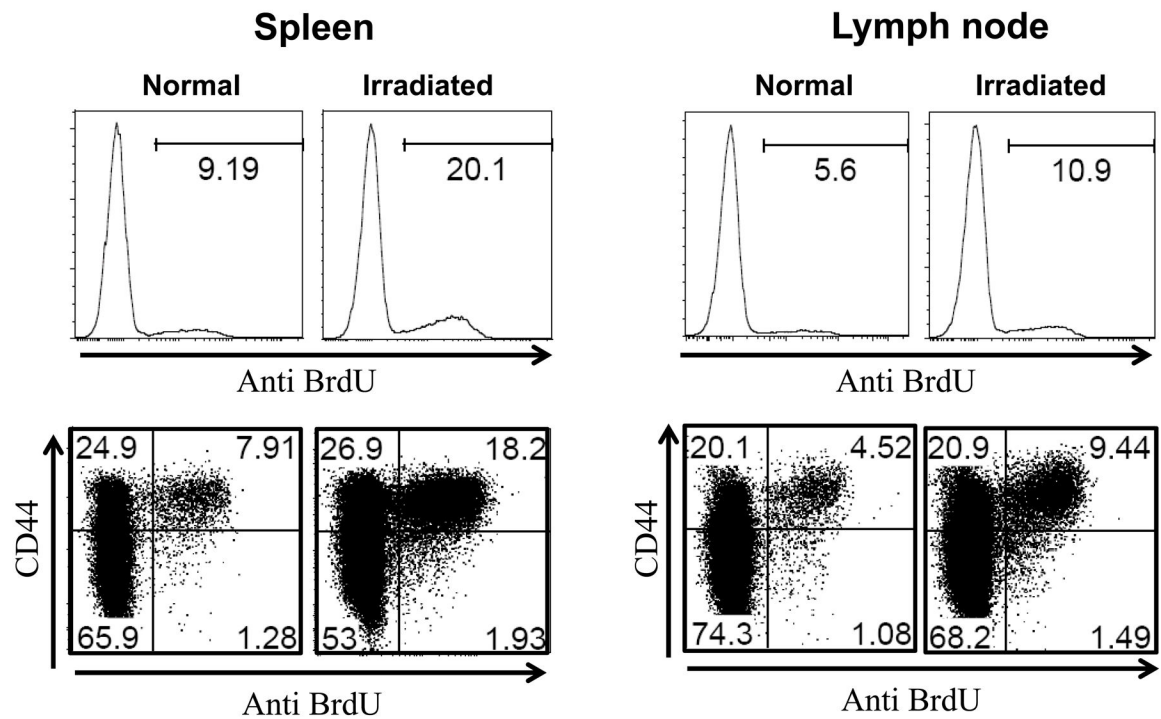 Spleen
Lymph node
Normal
Irradiated
Normal
Irradiated
9.19
20.1
5.6
10.9
Anti BrdU
Anti BrdU
CD44
24.9 7.91
65.9 1.28
26.9 18.2
53 1.93
CD44
20.1 4.52
74.3 1.08
20.9 9.44
68.2 1.49
Anti BrdU
Anti BrdU